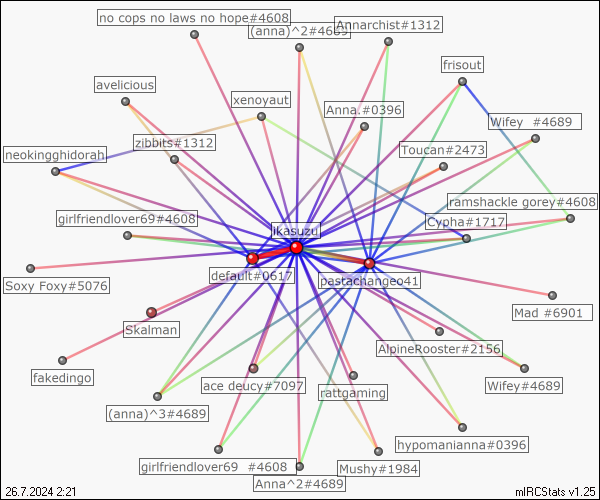 no cops no laws no hope#4608
(anna)^2#4689
Annarchist#1312
frisout
avelicious
xenoyaut
Anna.#0396
Wifey  #4689
zibbits#1312
Toucan#2473
neokingghidorah
ramshackle gorey#4608
girlfriendlover69#4608
Cypha#1717
ikasuzu
default#0617
pastachangeo41
Soxy Foxy#5076
Mad #6901
Skalman
AlpineRooster#2156
fakedingo
ace deucy#7097
rattgaming
Wifey#4689
(anna)^3#4689
hypomanianna#0396
girlfriendlover69  #4608
Mushy#1984
Anna^2#4689
26.7.2024 2:21
mIRCStats v1.25